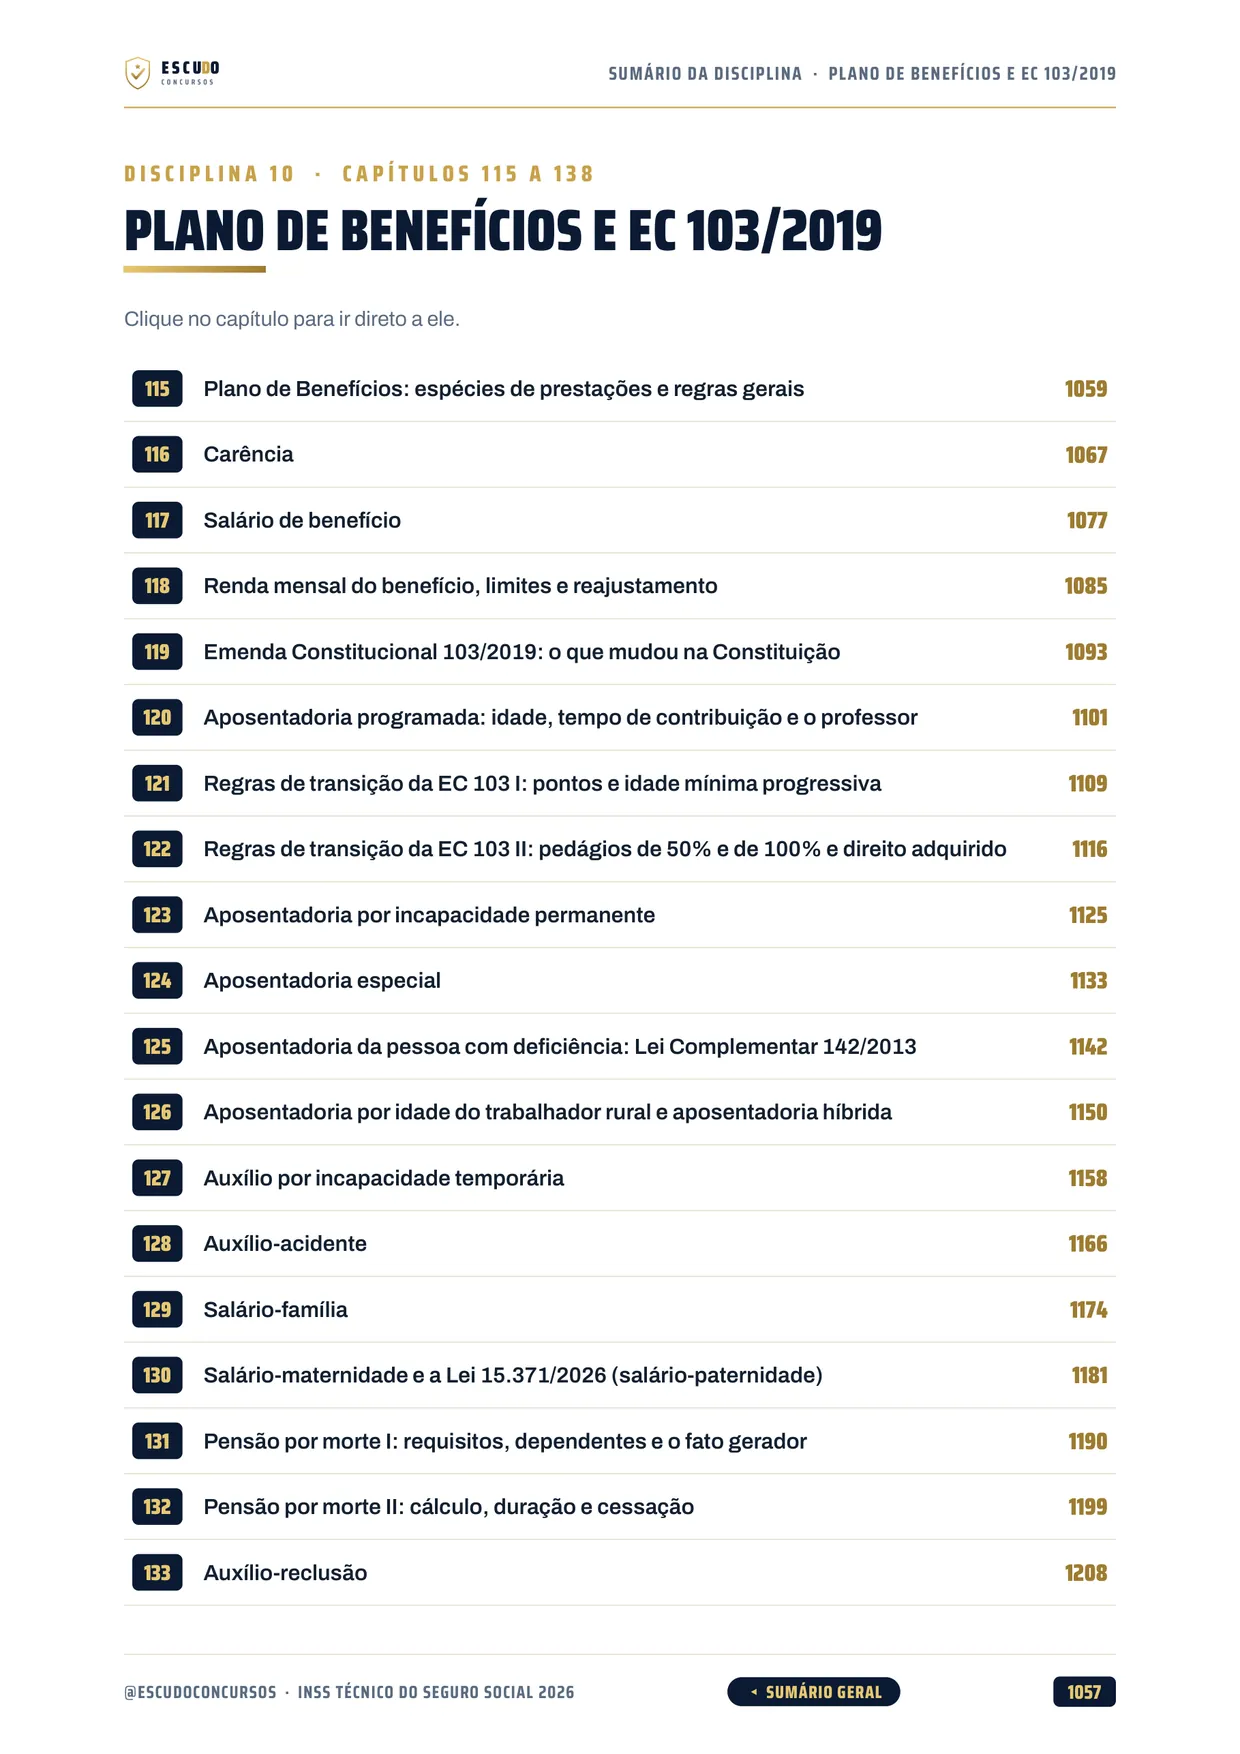 ESCUDO
CONCURSOS
SUMÁRIO DA DISCIPLINA · PLANO DE BENEFÍCIOS E EC 103/2019
DISCIPLINA 10 · CAPÍTULOS 115 A 138
PLANO DE BENEFÍCIOS E EC 103/2019
Clique no capítulo para ir direto a ele.
115 Plano de Benefícios: espécies de prestações e regras gerais 1059
116 Carência 1067
117 Salário de benefício 1077
118 Renda mensal do benefício, limites e reajustamento 1085
119 Emenda Constitucional 103/2019: o que mudou na Constituição 1093
120 Aposentadoria programada: idade, tempo de contribuição e o professor 1101
121 Regras de transição da EC 103 I: pontos e idade mínima progressiva 1109
122 Regras de transição da EC 103 II: pedágios de 50% e de 100% e direito adquirido 1116
123 Aposentadoria por incapacidade permanente 1125
124 Aposentadoria especial 1133
125 Aposentadoria da pessoa com deficiência: Lei Complementar 142/2013 1142
126 Aposentadoria por idade do trabalhador rural e aposentadoria híbrida 1150
127 Auxílio por incapacidade temporária 1158
128 Auxílio-acidente 1166
129 Salário-família 1174
130 Salário-maternidade e a Lei 15.371/2026 (salário-paternidade) 1181
131 Pensão por morte I: requisitos, dependentes e o fato gerador 1190
132 Pensão por morte II: cálculo, duração e cessação 1199
133 Auxílio-reclusão 1208
@ESCUDOCONCURSOS · INSS TÉCNICO DO SEGURO SOCIAL 2026
SUMÁRIO GERAL
1057